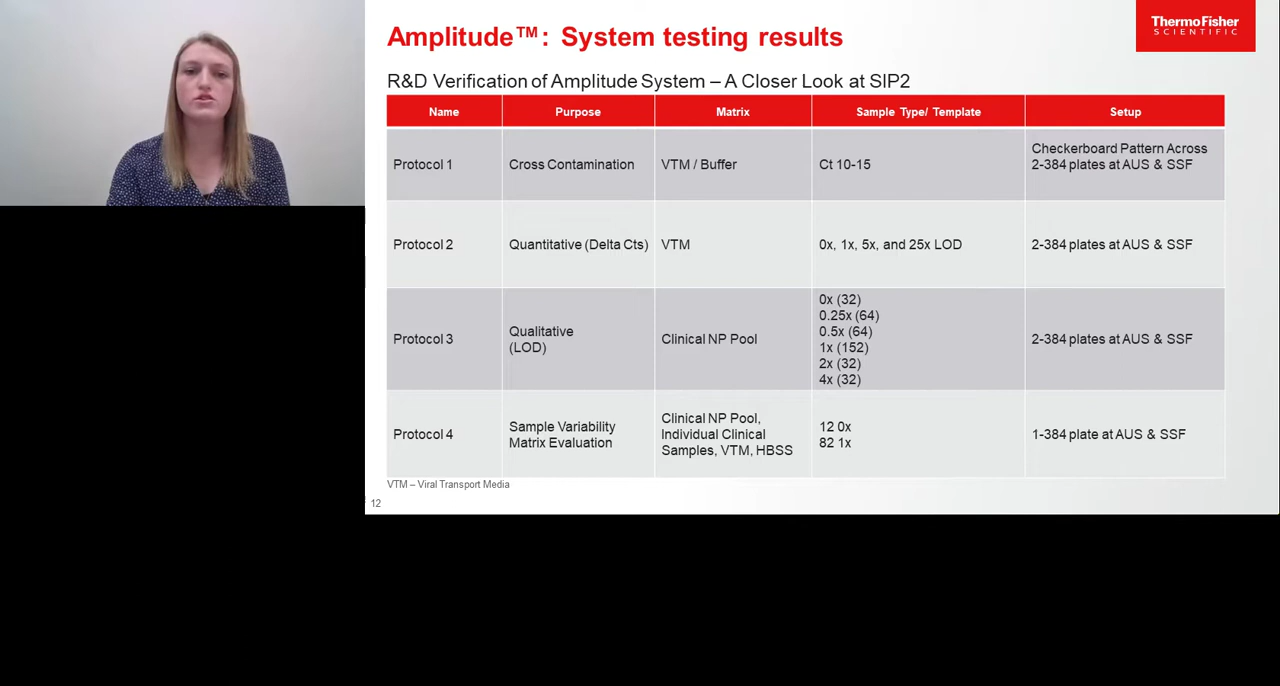 Amplitude™: System testing results
ThermoFisher
SCIENTIFIC
R&D Verification of Amplitude System – A Closer Look at SIP2
Name
Purpose
Matrix
Sample Type/ Template
Setup
Protocol 1
Cross Contamination
VTM / Buffer
Ct 10-15
Checkerboard Pattern Across
2-384 plates at AUS & SSF
Protocol 2
Quantitative (Delta Cts)
VTM
0x, 1x, 5x, and 25x LOD
2-384 plates at AUS & SSF
Protocol 3
Qualitative
(LOD)
Clinical NP Pool
0x (32)
0.25x (64)
0.5x (64)
1x (152)
2x (32)
4x (32)
2-384 plates at AUS & SSF
Protocol 4
Sample Variability
Matrix Evaluation
Clinical NP Pool,
Individual Clinical
Samples, VTM, HBSS
12 0x
82 1x
1-384 plate at AUS & SSF
VTM – Viral Transport Media
12